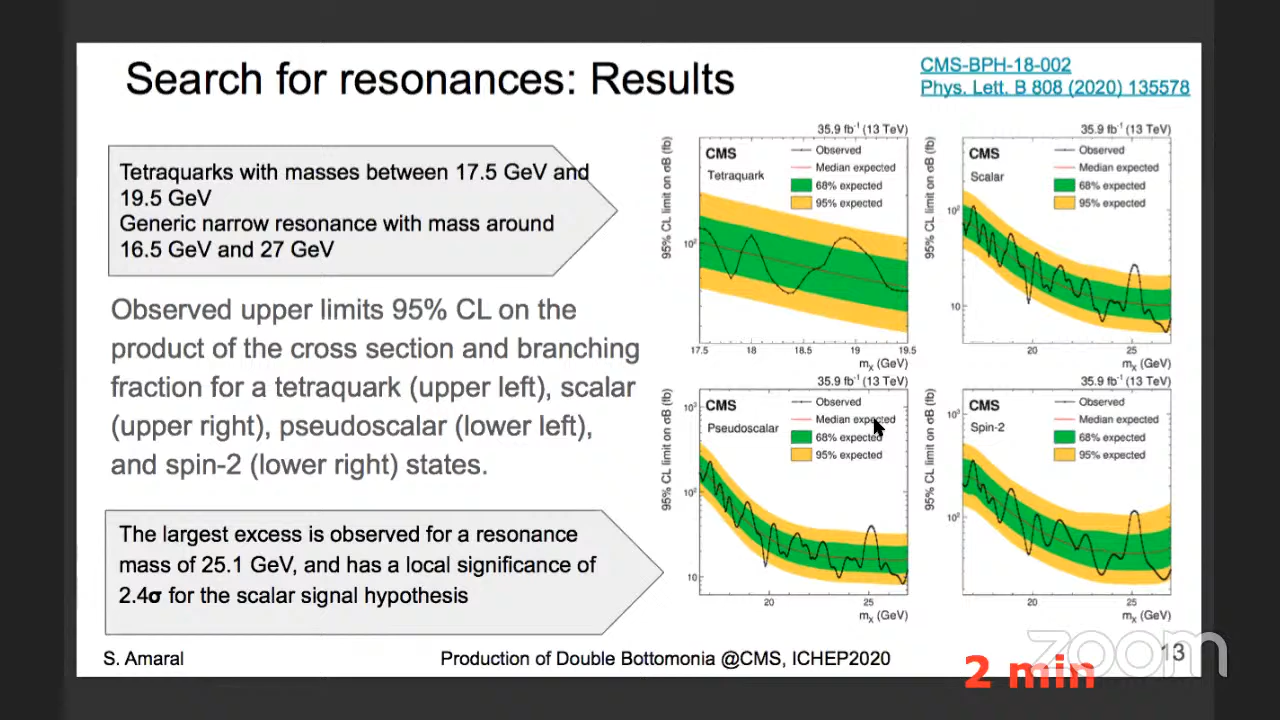 Search for resonances: Results
CMS-BPH-18-002
Phys. Lett. B 808 (2020) 135578
Tetraquarks with masses between 17.5 GeV and
19.5 GeV
Generic narrow resonance with mass around
16.5 GeV and 27 GeV
Observed upper limits 95% CL on the
product of the cross section and branching
fraction for a tetraquark (upper left), scalar
(upper right), pseudoscalar (lower left),
and spin-2 (lower right) states.
The largest excess is observed for a resonance
mass of 25.1 GeV, and has a local significance of
2.4σ for the scalar signal hypothesis
35.9 fb⁻¹ (13 TeV)
95% CL limit on σB (fb)
CMS
Tetraquark
Observed
Median expected
68% expected
95% expected
10²
17.5 18 18.5 19 19.5
mX (GeV)
35.9 fb⁻¹ (13 TeV)
95% CL limit on σB (fb)
CMS
Scalar
Observed
Median expected
68% expected
95% expected
10²
10
20 25
mX (GeV)
35.9 fb⁻¹ (13 TeV)
95% CL limit on σB (fb)
CMS
Pseudoscalar
Observed
Median expected
68% expected
95% expected
10³
10²
10
20 25
mX (GeV)
35.9 fb⁻¹ (13 TeV)
95% CL limit on σB (fb)
CMS
Spin-2
Observed
Median expected
68% expected
95% expected
10³
10²
20 25
mX (GeV)
S. Amaral
Production of Double Bottomonia @CMS, ICHEP2020
13
zoom
2 min